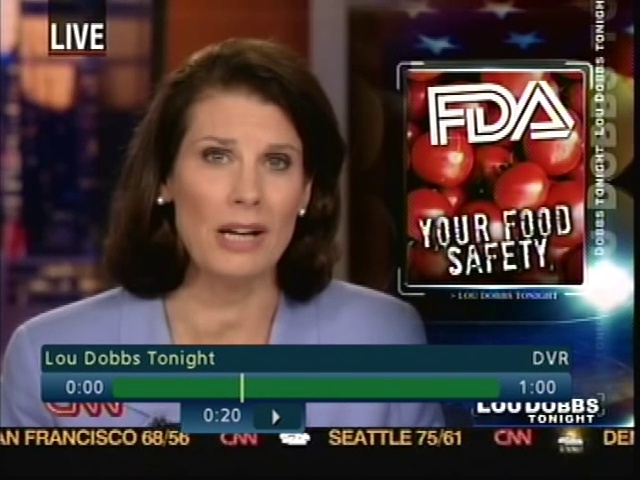 LIVE
FDA
YOUR FOOD
SAFETY
> LOU DOBBS TONIGHT
DOBBS TONIGHT LOU DOBBS TONIGHT
Lou Dobbs Tonight DVR
0:00 1:00
0:20
CNN
LOU DOBBS
TONIGHT
AN FRANCISCO 68/56 CNN SEATTLE 75/61 CNN DE